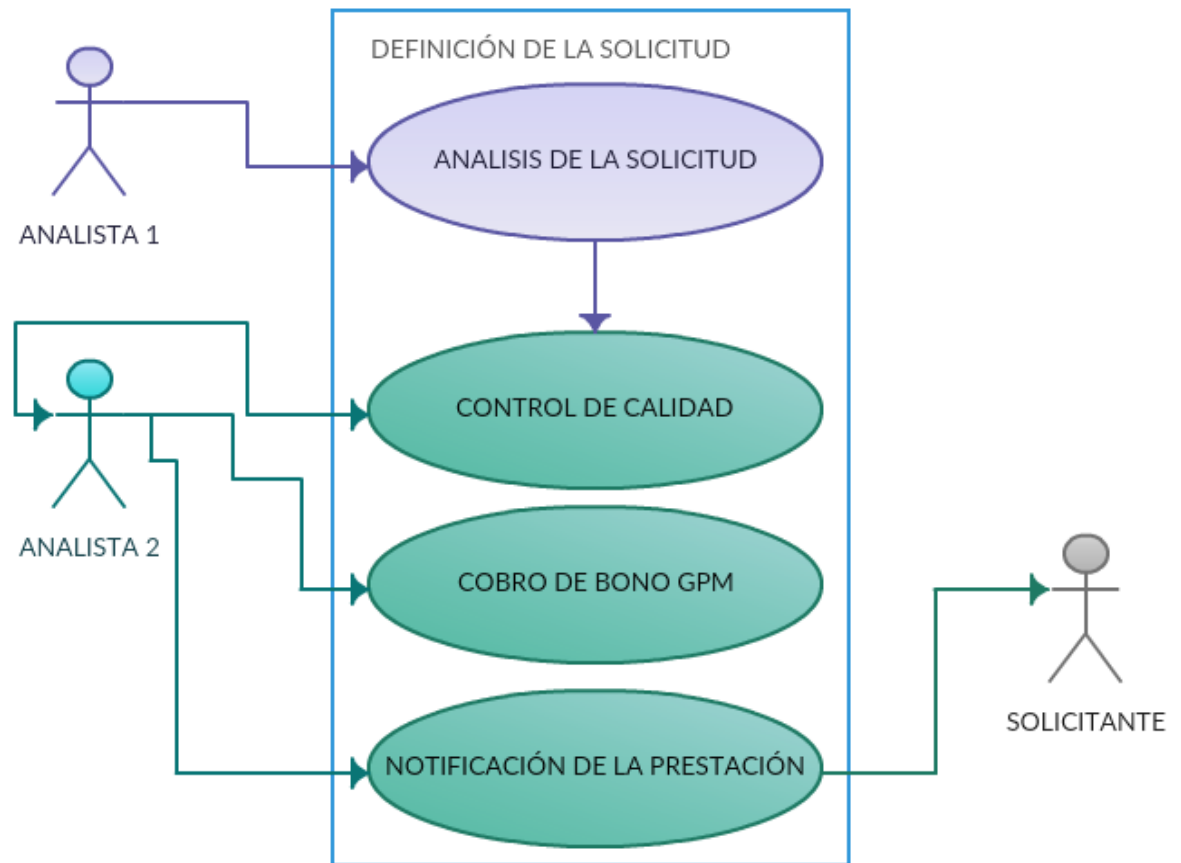 DEFINICIÓN DE LA SOLICITUD
ANALISIS DE LA SOLICITUD
ANALISTA 1
CONTROL DE CALIDAD
ANALISTA 2
COBRO DE BONO GPM
SOLICITANTE
NOTIFICACIÓN DE LA PRESTACIÓN